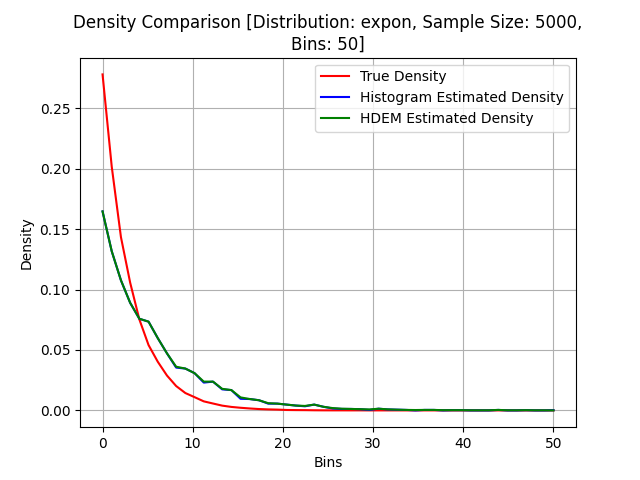 Density Comparison [Distribution: expon, Sample Size: 5000,
Bins: 50]
True Density
Histogram Estimated Density
HDEM Estimated Density
Density
0.25
0.20
0.15
0.10
0.05
0.00
0 10 20 30 40 50
Bins